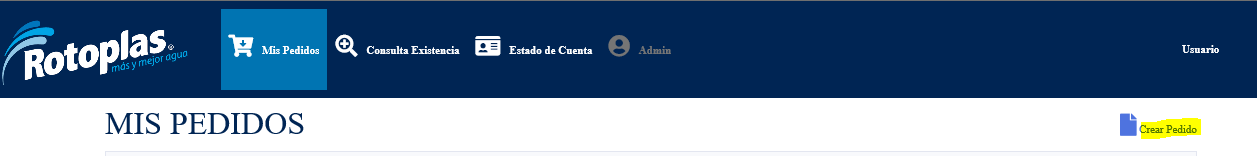 Rotoplas®
más y mejor agua
Mis Pedidos
Consulta Existencia
Estado de Cuenta
Admin
Usuario
MIS PEDIDOS
Crear Pedido